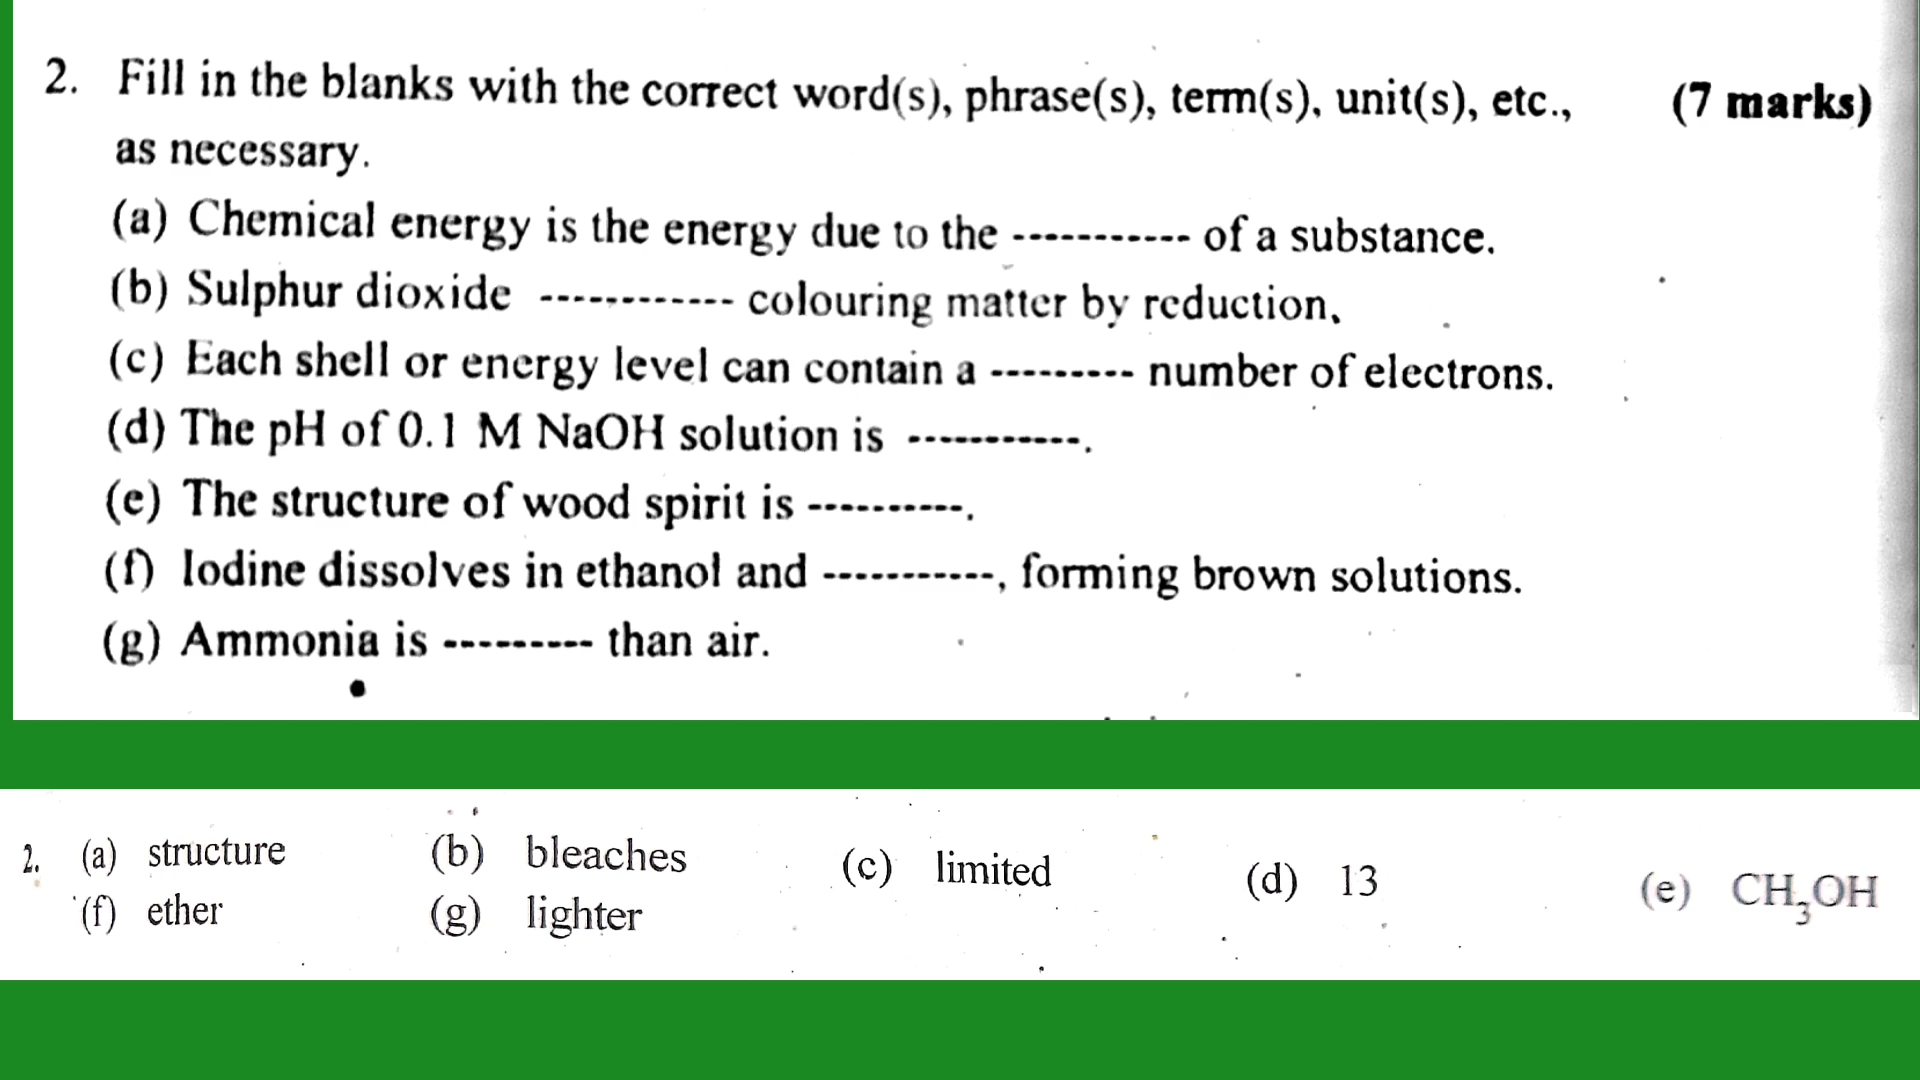 2. Fill in the blanks with the correct word(s), phrase(s), term(s), unit(s), etc., (7 marks)
as necessary.
(a) Chemical energy is the energy due to the ----------- of a substance.
(b) Sulphur dioxide ------------ colouring matter by reduction.
(c) Each shell or energy level can contain a --------- number of electrons.
(d) The pH of 0.1 M NaOH solution is -----------.
(e) The structure of wood spirit is ----------.
(f) Iodine dissolves in ethanol and -----------, forming brown solutions.
(g) Ammonia is --------- than air.
2. (a) structure (b) bleaches (c) limited (d) 13 (e) CH₃OH
(f) ether (g) lighter